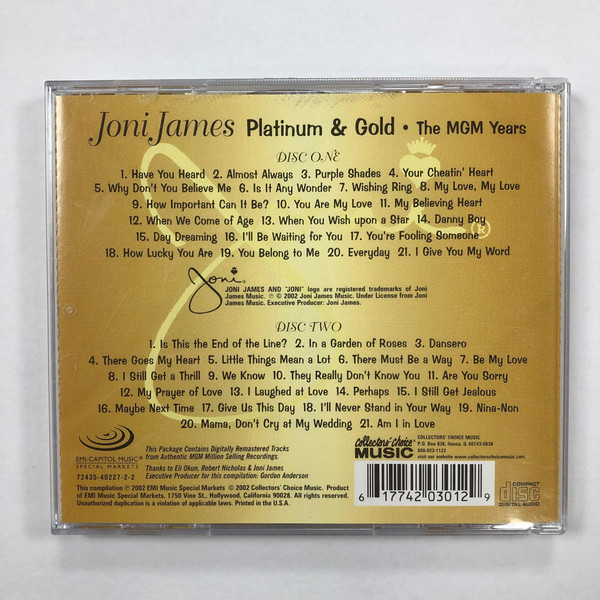 Joni James Platinum & Gold • The MGM Years
DISC ONE
1. Have You Heard 2. Almost Always 3. Purple Shades 4. Your Cheatin' Heart
5. Why Don't You Believe Me 6. Is It Any Wonder 7. Wishing Ring 8. My Love, My Love
9. How Important Can It Be? 10. You Are My Love 11. My Believing Heart
12. When We Come of Age 13. When You Wish upon a Star 14. Danny Boy
15. Day Dreaming 16. I'll Be Waiting for You 17. You're Fooling Someone
18. How Lucky You Are 19. You Belong to Me 20. Everyday 21. I Give You My Word
Joni®
JONI JAMES AND "JONI" logo are registered trademarks of Joni
James Music. ℗ © 2002 Joni James Music. Under License from Joni
James Music. Executive Producer: Joni James.
DISC TWO
1. Is This the End of the Line? 2. In a Garden of Roses 3. Dansero
4. There Goes My Heart 5. Little Things Mean a Lot 6. There Must Be a Way 7. Be My Love
8. I Still Get a Thrill 9. We Know 10. They Really Don't Know You 11. Are You Sorry
12. My Prayer of Love 13. I Laughed at Love 14. Perhaps 15. I Still Get Jealous
16. Maybe Next Time 17. Give Us This Day 18. I'll Never Stand in Your Way 19. Nina-Non
20. Mama, Don't Cry at My Wedding 21. Am I in Love
EMI-CAPITOL MUSIC
SPECIAL MARKETS
72435-40227-2-2
This Package Contains Digitally Remastered Tracks
from Authentic MGM Million Selling Recordings.
Thanks to Eli Okun, Robert Nicholas & Joni James
Executive Producer for this compilation: Gordon Anderson
Collectors' Choice
MUSIC
COLLECTORS' CHOICE MUSIC
P.O. Box 838, Itasca, IL 60143-0838
800-923-1122
visit our website www.collectorschoicemusic.com
This compilation ℗ 2002 EMI Music Special Markets © 2002 Collectors' Choice Music. Product
of EMI Music Special Markets, 1750 Vine St., Hollywood, California 90028. All rights reserved.
Unauthorized duplication is a violation of applicable laws. Printed in the U.S.A.
6 17742 03012 9
COMPACT
disc
DIGITAL AUDIO